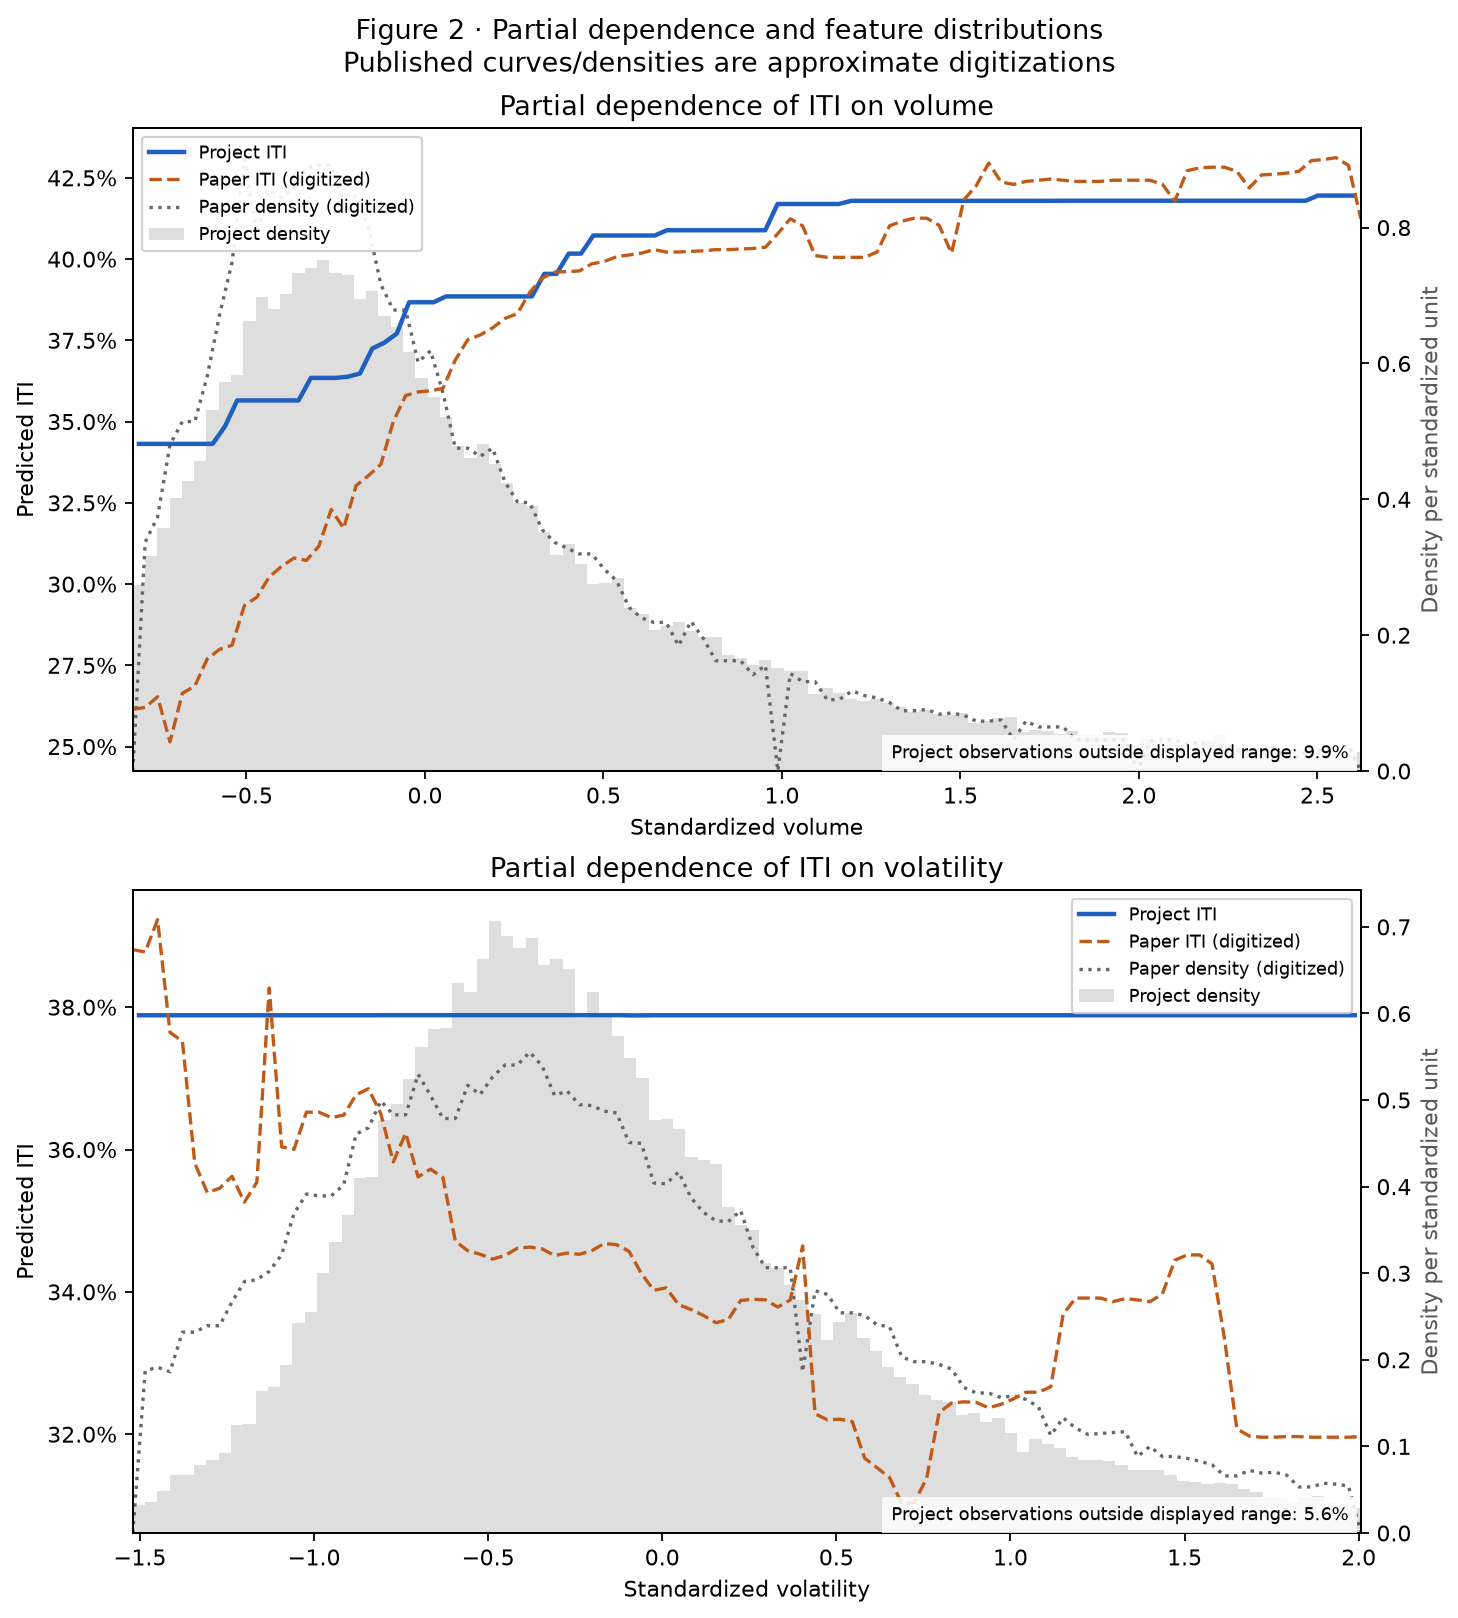 Figure 2 · Partial dependence and feature distributions
Published curves/densities are approximate digitizations
Partial dependence of ITI on volume
Project ITI
Paper ITI (digitized)
Paper density (digitized)
Project density
42.5%
40.0%
37.5%
35.0%
32.5%
30.0%
27.5%
25.0%
Predicted ITI
0.8
0.6
0.4
0.2
0.0
Density per standardized unit
Project observations outside displayed range: 9.9%
−0.5 0.0 0.5 1.0 1.5 2.0 2.5
Standardized volume
Partial dependence of ITI on volatility
Project ITI
Paper ITI (digitized)
Paper density (digitized)
Project density
38.0%
36.0%
34.0%
32.0%
Predicted ITI
0.7
0.6
0.5
0.4
0.3
0.2
0.1
0.0
Density per standardized unit
Project observations outside displayed range: 5.6%
−1.5 −1.0 −0.5 0.0 0.5 1.0 1.5 2.0
Standardized volatility